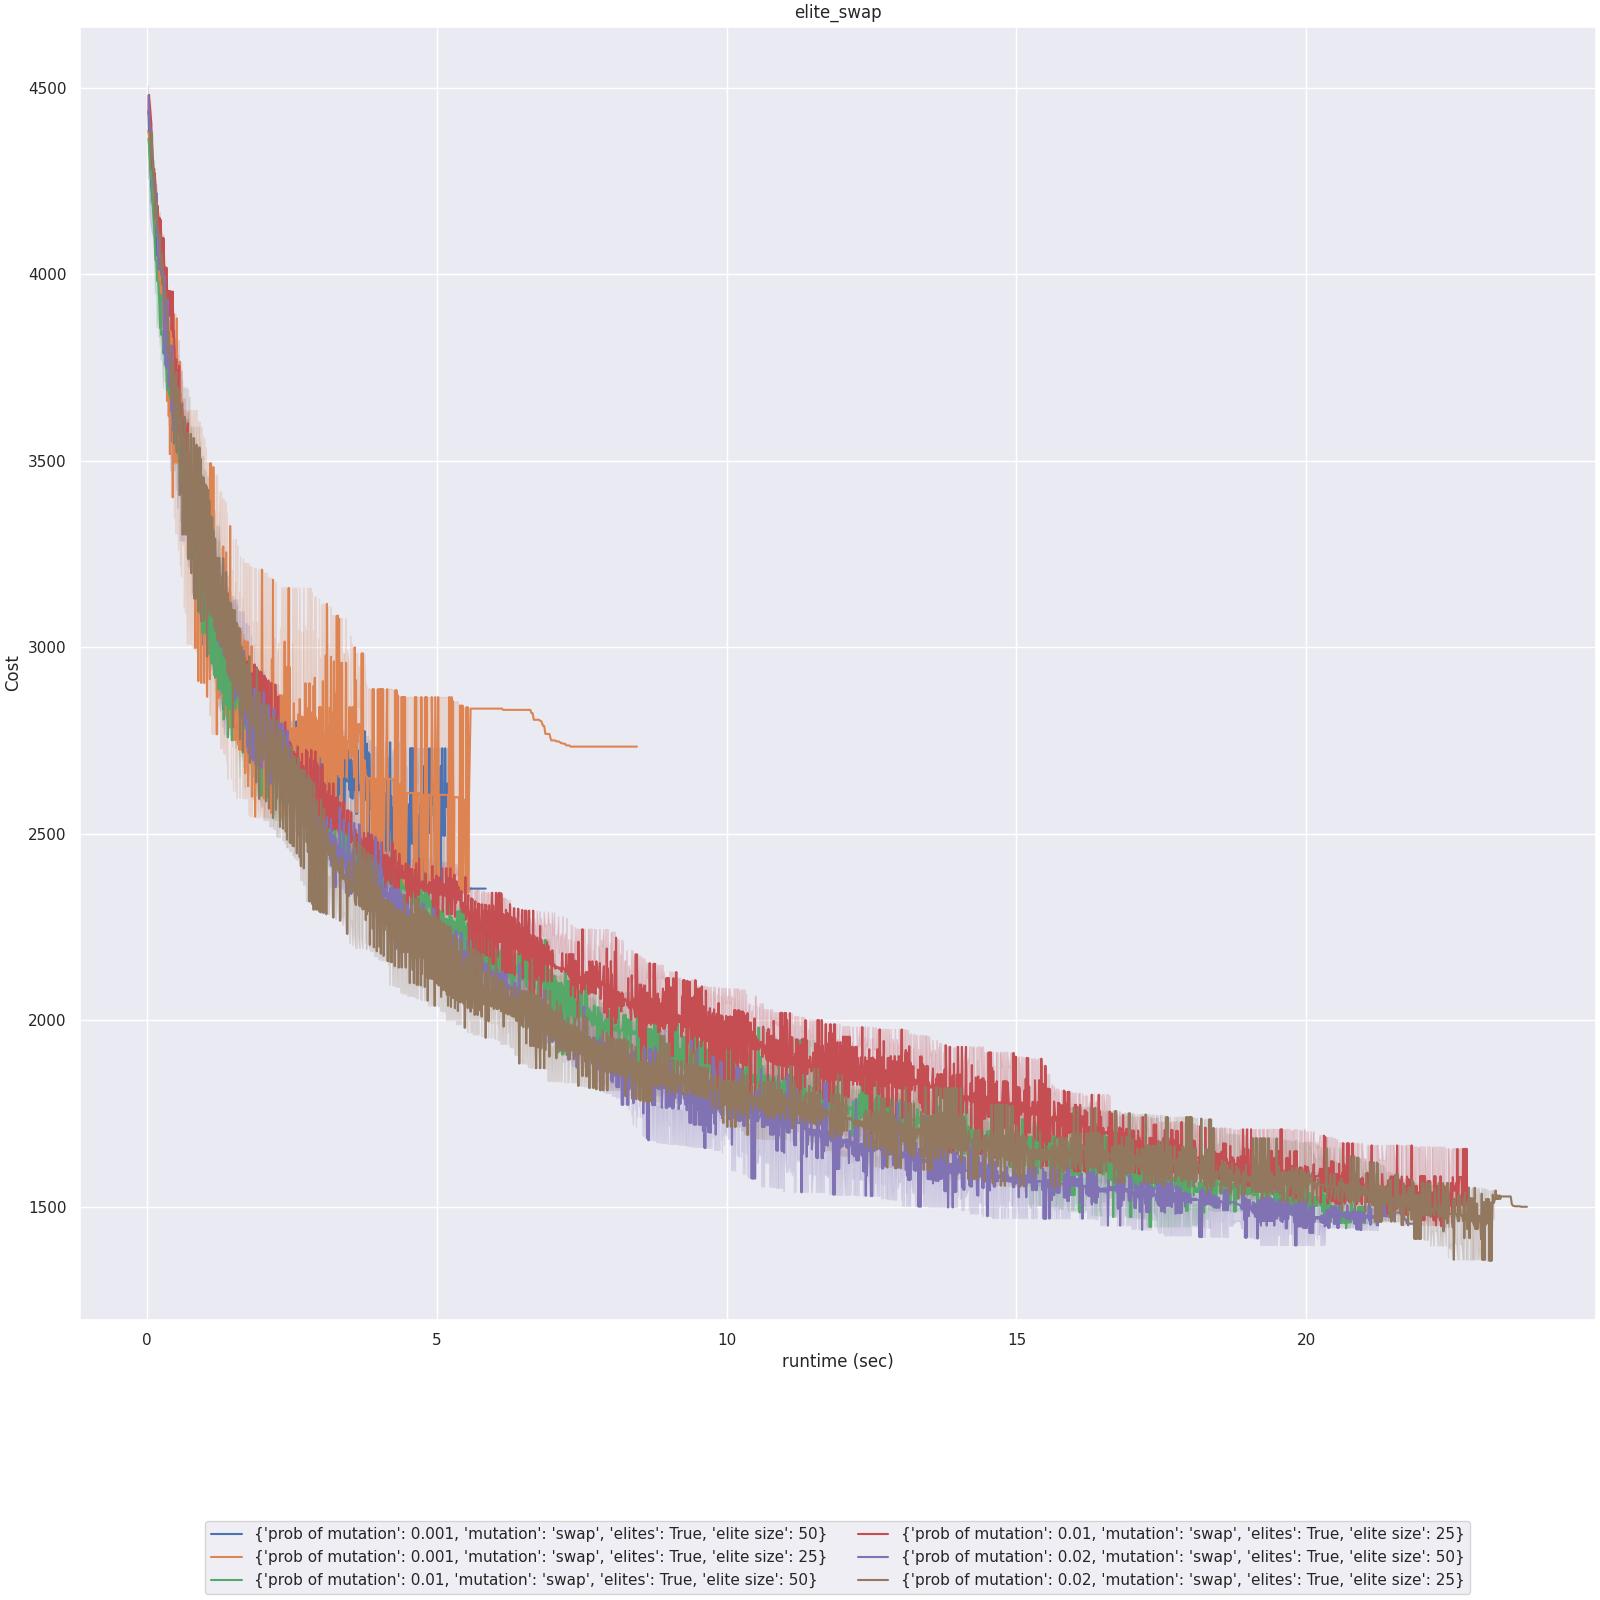 elite_swap
4500
4000
3500
3000
2500
2000
1500
Cost
0 5 10 15 20
runtime (sec)
{'prob of mutation': 0.001, 'mutation': 'swap', 'elites': True, 'elite size': 50}
{'prob of mutation': 0.001, 'mutation': 'swap', 'elites': True, 'elite size': 25}
{'prob of mutation': 0.01, 'mutation': 'swap', 'elites': True, 'elite size': 50}
{'prob of mutation': 0.01, 'mutation': 'swap', 'elites': True, 'elite size': 25}
{'prob of mutation': 0.02, 'mutation': 'swap', 'elites': True, 'elite size': 50}
{'prob of mutation': 0.02, 'mutation': 'swap', 'elites': True, 'elite size': 25}